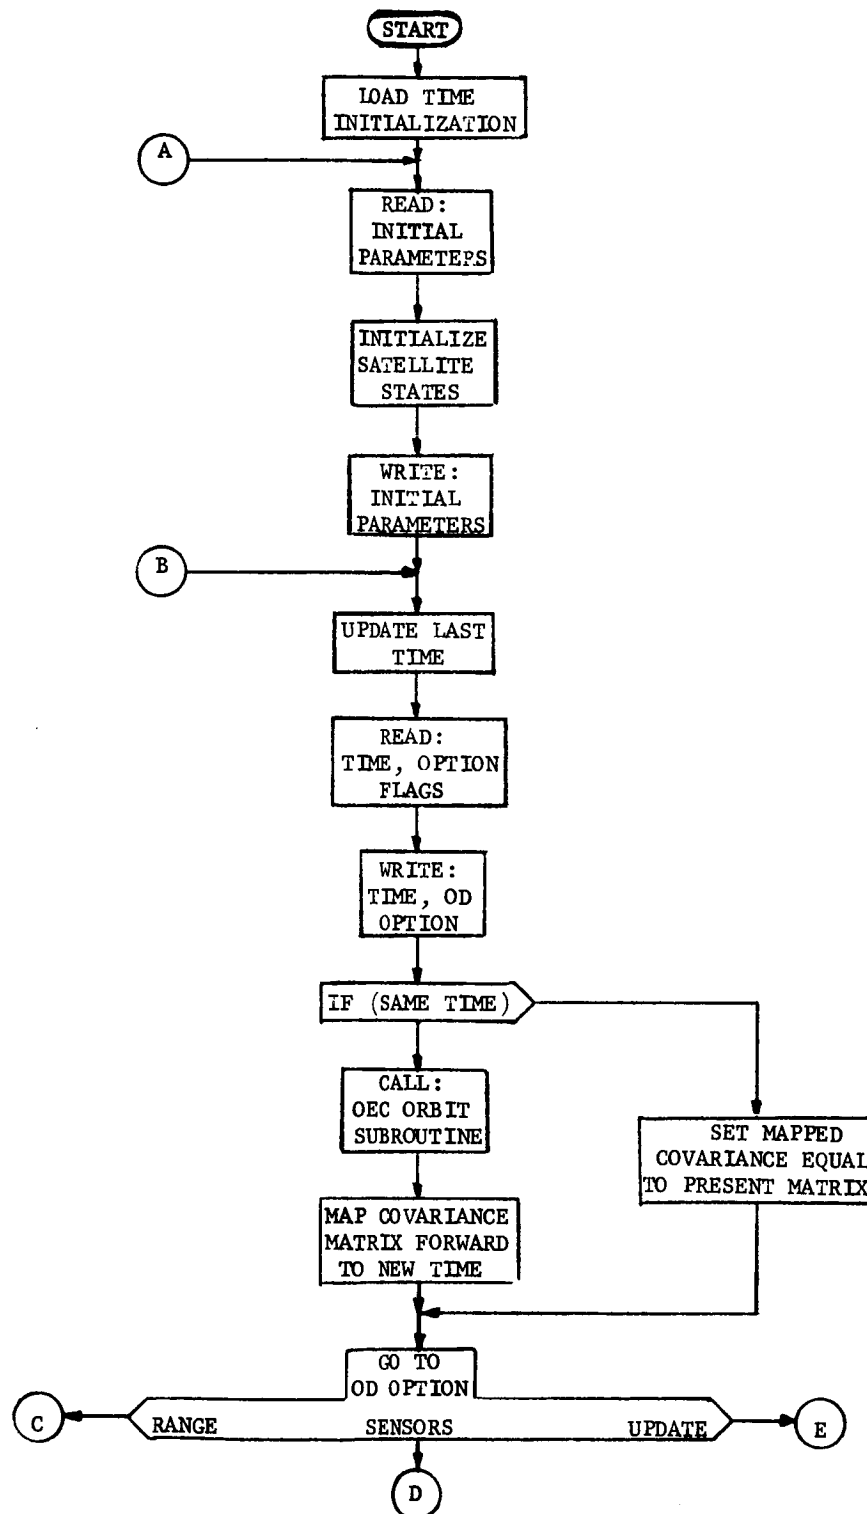 START
LOAD TIME
INITIALIZATION
A
READ:
INITIAL
PARAMETERS
INITIALIZE
SATELLITE
STATES
WRITE:
INITIAL
PARAMETERS
B
UPDATE LAST
TIME
READ:
TIME, OPTION
FLAGS
WRITE:
TIME, OD
OPTION
IF (SAME TIME)
CALL:
OEC ORBIT
SUBROUTINE
SET MAPPED
COVARIANCE EQUAL
TO PRESENT MATRIX
MAP COVARIANCE
MATRIX FORWARD
TO NEW TIME
GO TO
OD OPTION
C
RANGE
SENSORS
UPDATE
E
D